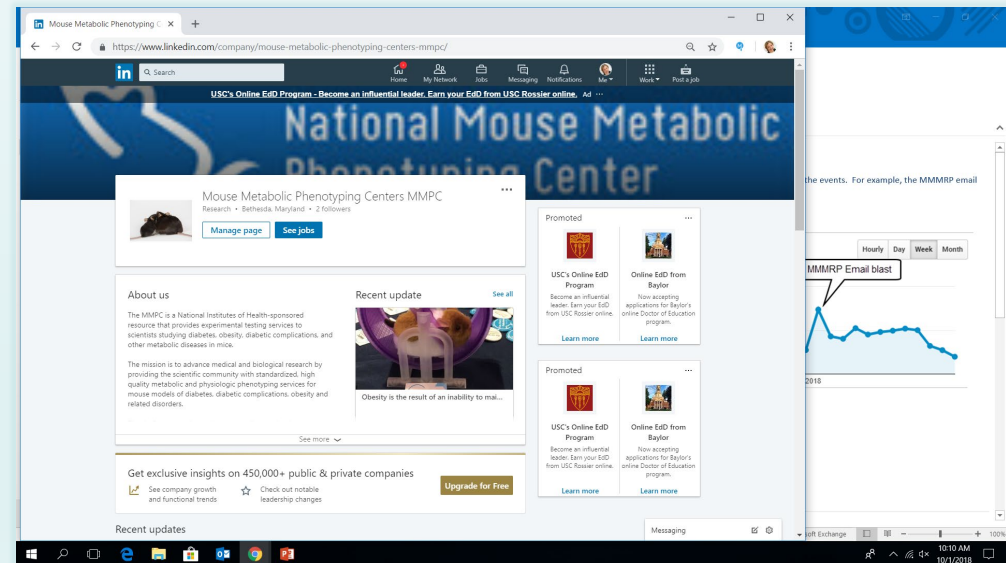 Mouse Metabolic Phenotyping C
https://www.linkedin.com/company/mouse-metabolic-phenotyping-centers-mmpc/
in
Search
Home
My Network
Jobs
Messaging
Notifications
Me
Work
Post a job
USC's Online EdD Program - Become an influential leader. Earn your EdD from USC Rossier online. Ad ...
National Mouse Metabolic
Phenotyping Center
Mouse Metabolic Phenotyping Centers MMPC
Research • Bethesda, Maryland • 2 followers
Manage page
See jobs
About us
The MMPC is a National Institutes of Health-sponsored
resource that provides experimental testing services to
scientists studying diabetes, obesity, diabetic complications, and
other metabolic diseases in mice.
The mission is to advance medical and biological research by
providing the scientific community with standardized, high
quality metabolic and physiologic phenotyping services for
mouse models of diabetes, diabetic complications, obesity and
related disorders.
See more
Recent update
See all
Obesity is the result of an inability to mai...
Get exclusive insights on 450,000+ public & private companies
See company growth
and functional trends
Check out notable
leadership changes
Upgrade for Free
Recent updates
Promoted
USC's Online EdD
Program
Become an influential
leader. Earn your EdD
from USC Rossier online.
Learn more
Online EdD from
Baylor
Now accepting
applications for Baylor's
online Doctor of Education
program.
Learn more
Promoted
USC's Online EdD
Program
Become an influential
leader. Earn your EdD
from USC Rossier online.
Learn more
Online EdD from
Baylor
Now accepting
applications for Baylor's
online Doctor of Education
program.
Learn more
Messaging
the events. For example, the MMMRP email
Hourly
Day
Week
Month
MMMRP Email blast
2018
soft Exchange
100%
10:10 AM
10/1/2018